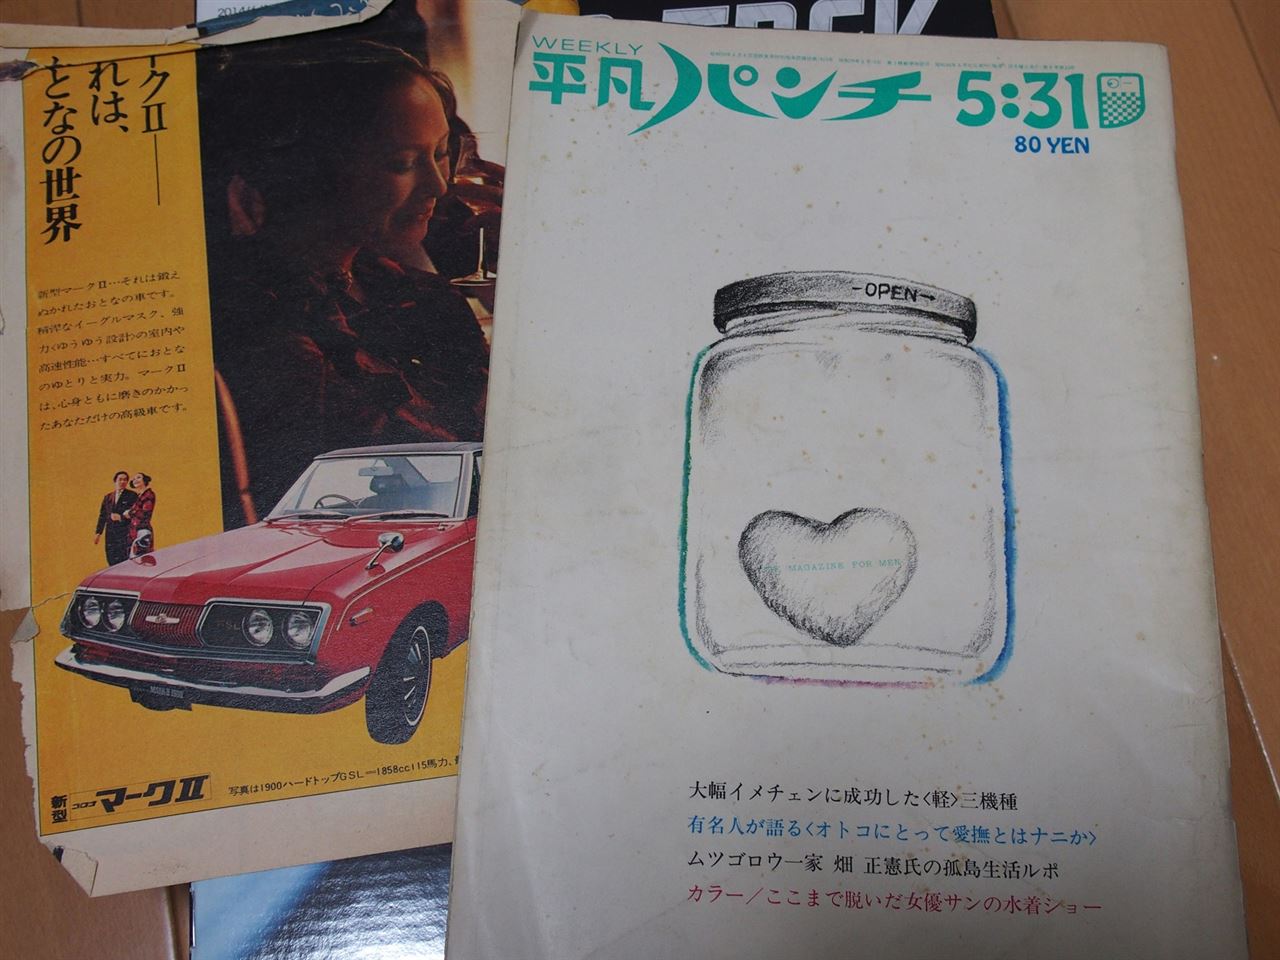 2014
WEEKLY
平凡パンチ 5:31
80 YEN
-OPEN→
MAGAZINE FOR MEN
大幅イメチェンに成功した〈軽〉三機種
有名人が語る〈オトコにとって愛撫とはナニか〉
ムツゴロウ一家 畑 正憲氏の孤島生活ルポ
カラー／ここまで脱いだ女優サンの水着ショー
ークⅡ——
れは、
となの世界
新型マークⅡ…それは鍛え
ぬかれたおとなの車です。
精悍なイーグルマスク、強
力〈ゆうゆう設計〉の室内や
高速性能…すべてにおとな
のゆとりと実力。マークⅡ
は、心身ともに磨きのかかっ
たあなただけの高級車です。
GSL
MARKⅡ 1900
新型 コロナ マークⅡ
写真は1900ハードトップGSL＝1858cc115馬力、